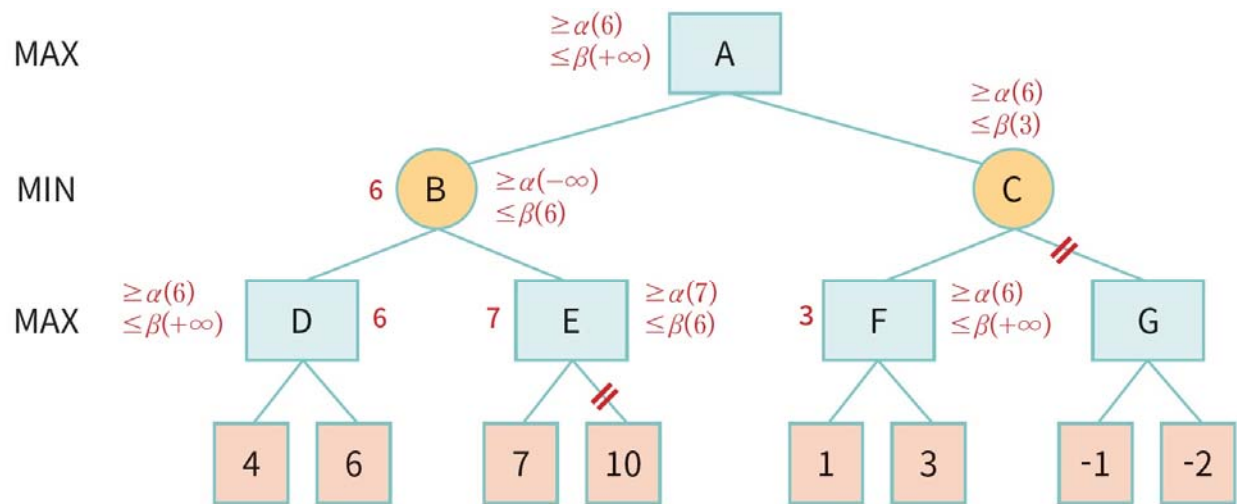 MAX
≥α(6)
≤β(+∞)
A
≥α(6)
≤β(3)
MIN
6
B
≥α(−∞)
≤β(6)
C
MAX
≥α(6)
≤β(+∞)
D
6
7
E
≥α(7)
≤β(6)
3
F
≥α(6)
≤β(+∞)
G
4
6
7
10
1
3
-1
-2